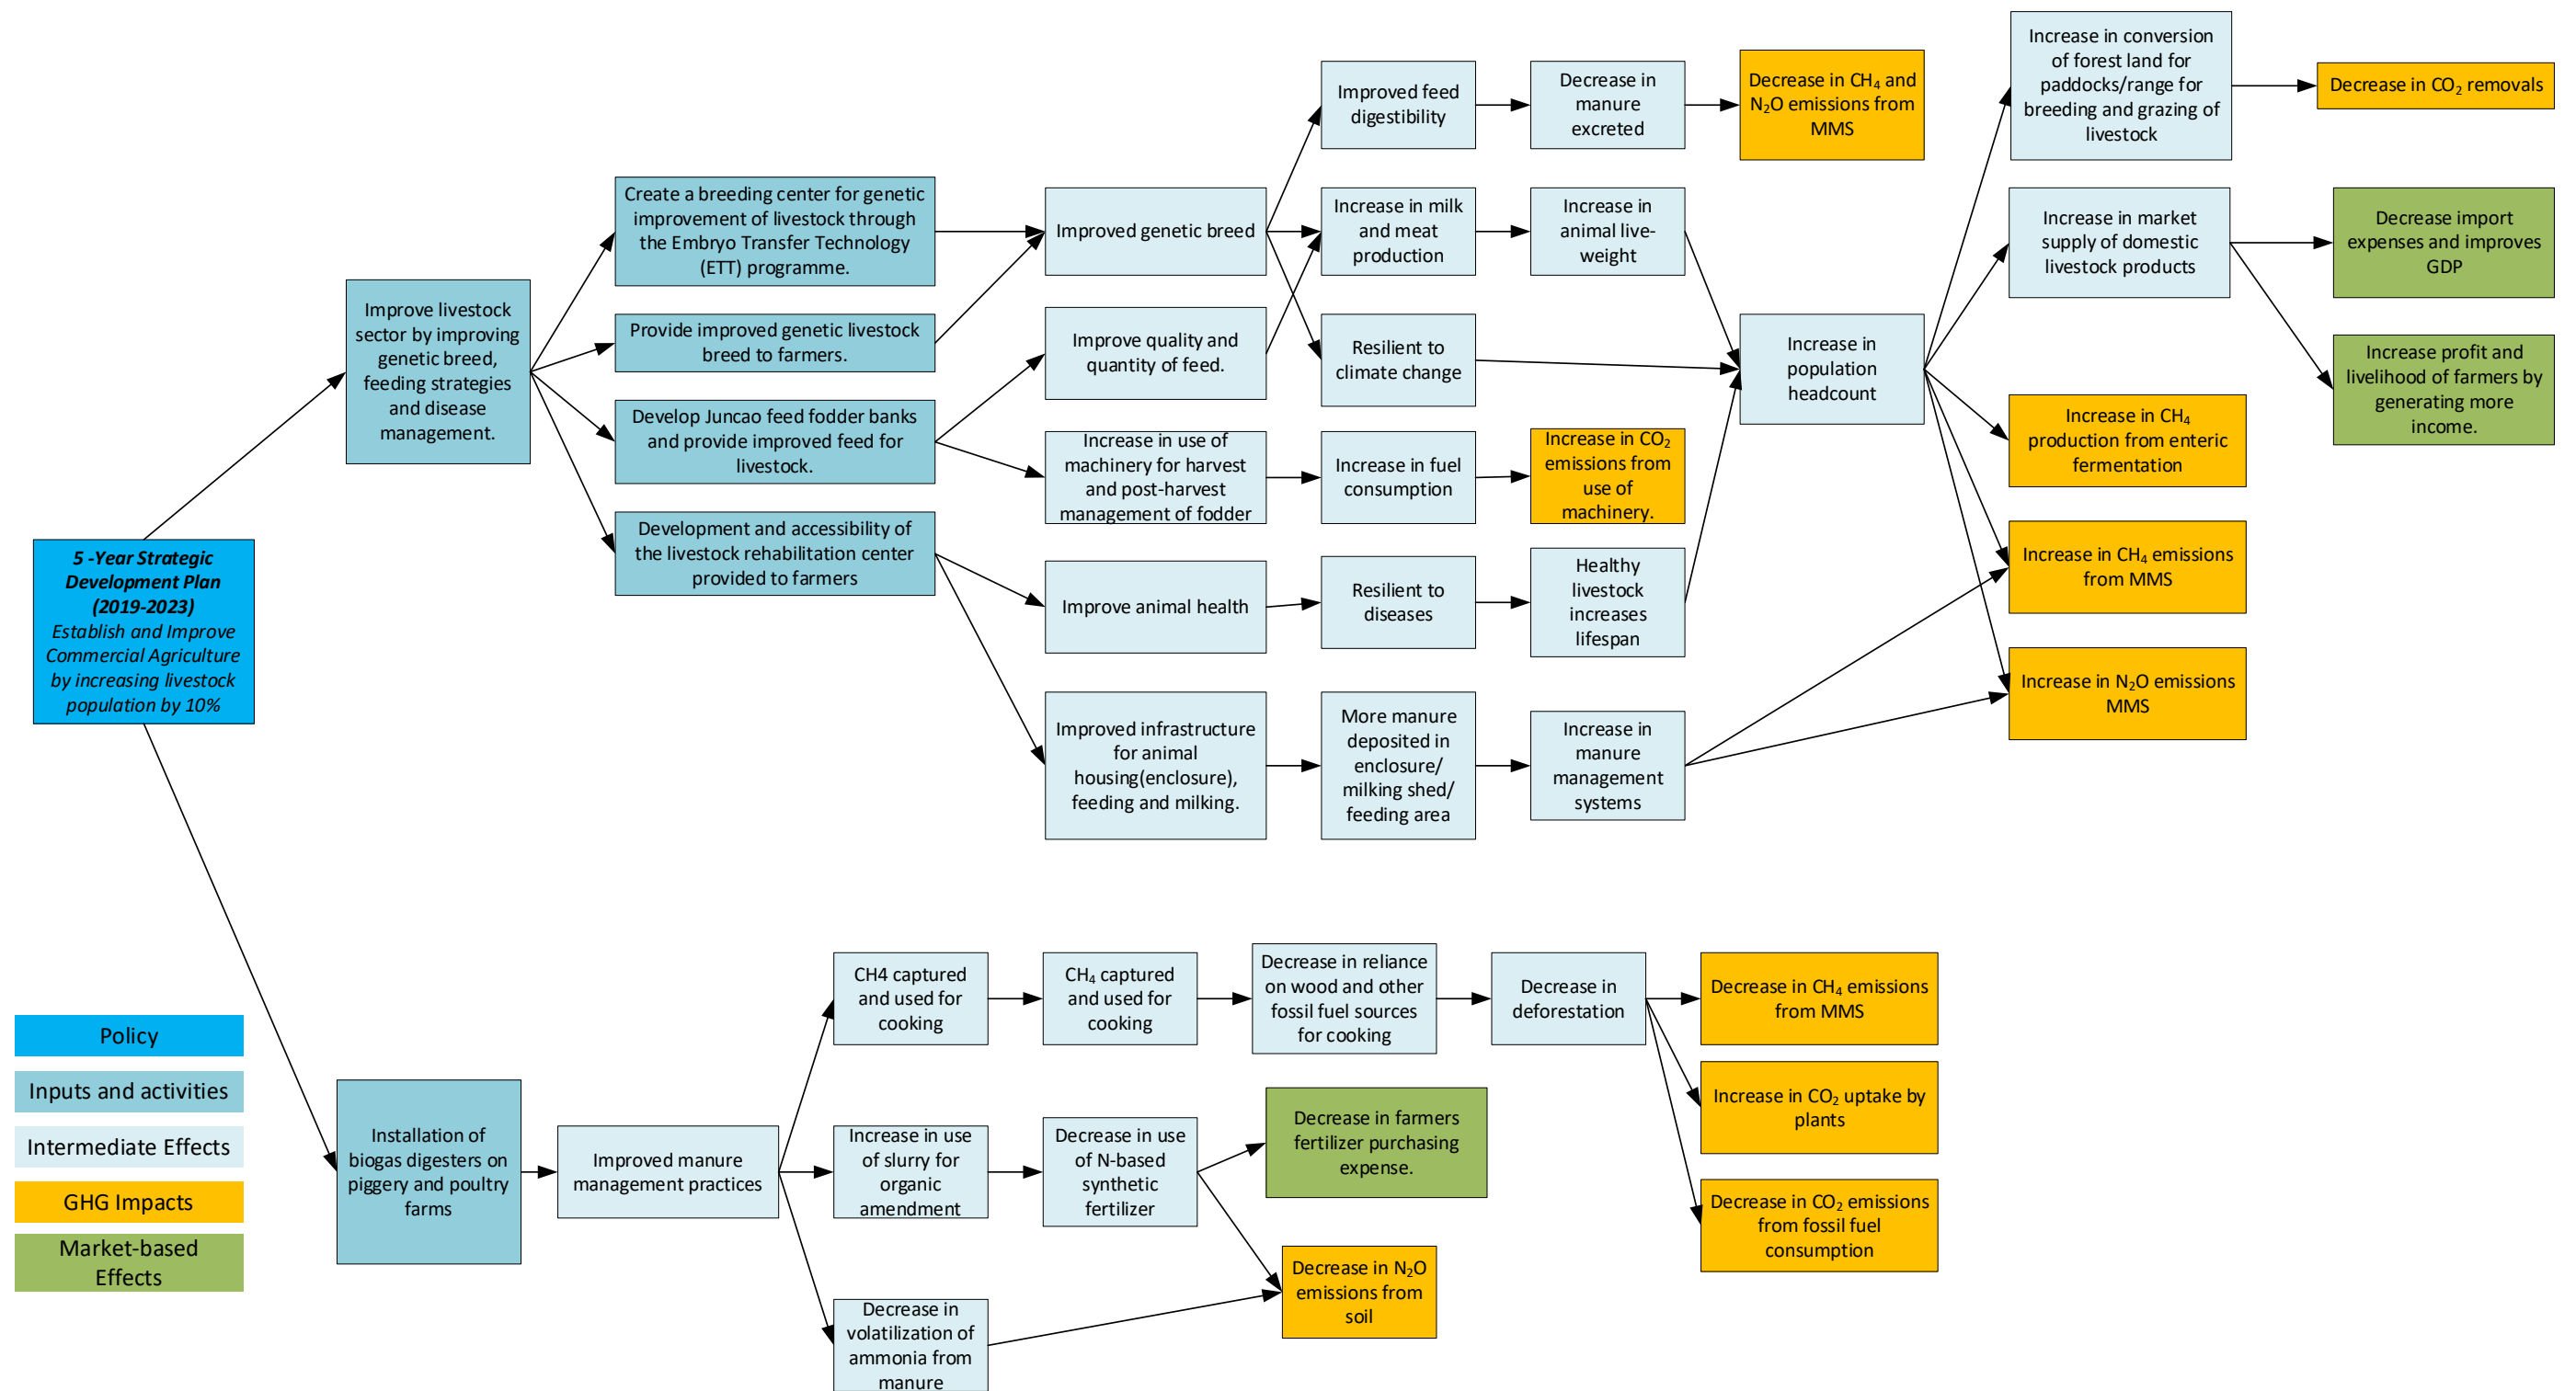 5 -Year Strategic
Development Plan
(2019-2023)
Establish and Improve
Commercial Agriculture
by increasing livestock
population by 10%
Improve livestock
sector by improving
genetic breed,
feeding strategies
and disease
management.
Create a breeding center for genetic
improvement of livestock through
the Embryo Transfer Technology
(ETT) programme.
Provide improved genetic livestock
breed to farmers.
Develop Juncao feed fodder banks
and provide improved feed for
livestock.
Development and accessibility of
the livestock rehabilitation center
provided to farmers
Improved genetic breed
Improve quality and
quantity of feed.
Increase in use of
machinery for harvest
and post-harvest
management of fodder
Improve animal health
Improved infrastructure
for animal
housing(enclosure),
feeding and milking.
Improved feed
digestibility
Increase in milk
and meat
production
Resilient to
climate change
Increase in fuel
consumption
Resilient to
diseases
More manure
deposited in
enclosure/
milking shed/
feeding area
Decrease in
manure
excreted
Increase in
animal live-
weight
Increase in CO₂
emissions from
use of
machinery.
Healthy
livestock
increases
lifespan
Increase in
manure
management
systems
Decrease in CH₄ and
N₂O emissions from
MMS
Increase in
population
headcount
Increase in conversion
of forest land for
paddocks/range for
breeding and grazing of
livestock
Increase in market
supply of domestic
livestock products
Increase in CH₄
production from enteric
fermentation
Increase in CH₄ emissions
from MMS
Increase in N₂O emissions
MMS
Decrease in CO₂ removals
Decrease import
expenses and improves
GDP
Increase profit and
livelihood of farmers by
generating more
income.
Installation of
biogas digesters on
piggery and poultry
farms
Improved manure
management practices
CH4 captured
and used for
cooking
CH₄ captured
and used for
cooking
Decrease in reliance
on wood and other
fossil fuel sources
for cooking
Decrease in
deforestation
Decrease in CH₄ emissions
from MMS
Increase in CO₂ uptake by
plants
Decrease in CO₂ emissions
from fossil fuel
consumption
Increase in use
of slurry for
organic
amendment
Decrease in use
of N-based
synthetic
fertilizer
Decrease in farmers
fertilizer purchasing
expense.
Decrease in N₂O
emissions from
soil
Decrease in
volatilization of
ammonia from
manure
Policy
Inputs and activities
Intermediate Effects
GHG Impacts
Market-based
Effects